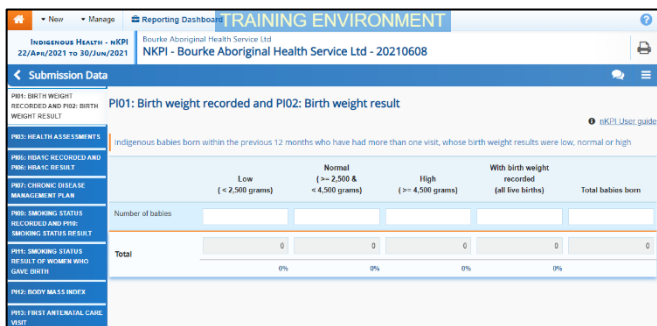 New
Manage
Reporting Dashboard
TRAINING ENVIRONMENT
INDIGENOUS HEALTH - NKPI
22/APR/2021 TO 30/JUN/2021
Bourke Aboriginal Health Service Ltd
NKPI - Bourke Aboriginal Health Service Ltd - 20210608
Submission Data
PI01: BIRTH WEIGHT
RECORDED AND PI02: BIRTH
WEIGHT RESULT
PI03: HEALTH ASSESSMENTS
PI05: HBA1C RECORDED AND
PI06: HBA1C RESULT
PI07: CHRONIC DISEASE
MANAGEMENT PLAN
PI09: SMOKING STATUS
RECORDED AND PI10:
SMOKING STATUS RESULT
PI11: SMOKING STATUS
RESULT OF WOMEN WHO
GAVE BIRTH
PI12: BODY MASS INDEX
PI13: FIRST ANTENATAL CARE
VISIT
PI01: Birth weight recorded and PI02: Birth weight result
nKPI User guide
Indigenous babies born within the previous 12 months who have had more than one visit, whose birth weight results were low, normal or high
Low
( < 2,500 grams)
Normal
( >= 2,500 &
< 4,500 grams)
High
( >= 4,500 grams)
With birth weight
recorded
(all live births)
Total babies born
Number of babies
Total
0 0 0 0 0
0% 0% 0% 0%